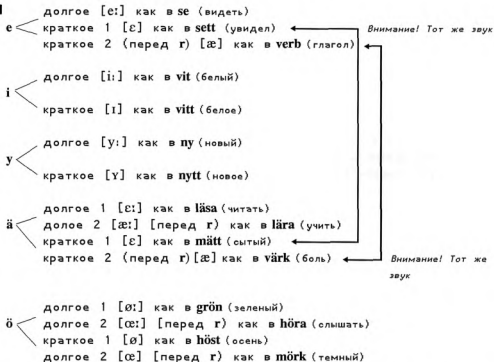 долгое [e:] как в se (видеть)
e краткое 1 [ɛ] как в sett (увидел) Внимание! Тот же звук
краткое 2 (перед r) [æ] как в verb (глагол)
долгое [i:] как в vit (белый)
i
краткое [ɪ] как в vitt (белое)
долгое [y:] как в ny (новый)
y
краткое [ʏ] как в nytt (новое)
долгое 1 [ɛ:] как в läsa (читать)
ä долое 2 [æ:] [перед r) как в lära (учить)
краткое 1 [ɛ] как в mätt (сытый)
краткое 2 (перед r) [æ] как в värk (боль) Внимание! Тот же
звук
долгое 1 [ø:] как в grön (зеленый)
ö долгое 2 [œ:] [перед r) как в höra (слышать)
краткое 1 [ø] как в höst (осень)
долгое 2 [œ] [перед r) как в mörk (темный)